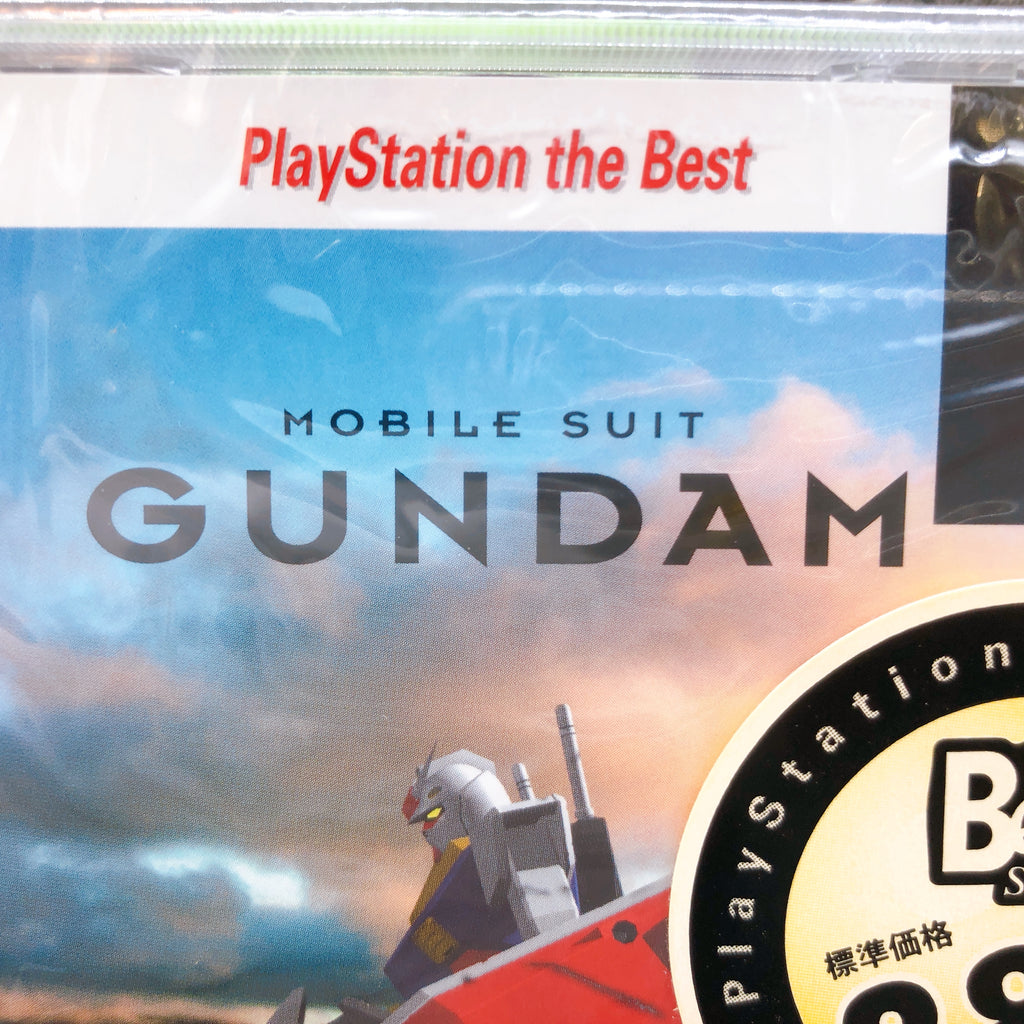 PlayStation the Best
MOBILE SUIT
GUNDAM
PlayStation
標準価格